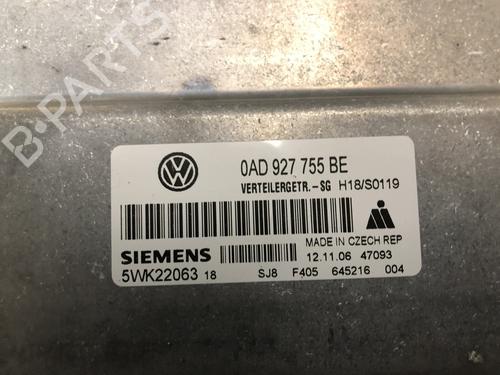 B-PARTS
0AD 927 755 BE
VERTEILERGETR.-SG H18/S0119
MADE IN CZECH REP
SIEMENS 12.11.06 47093
5WK22063 18 SJ8 F405 645216 004